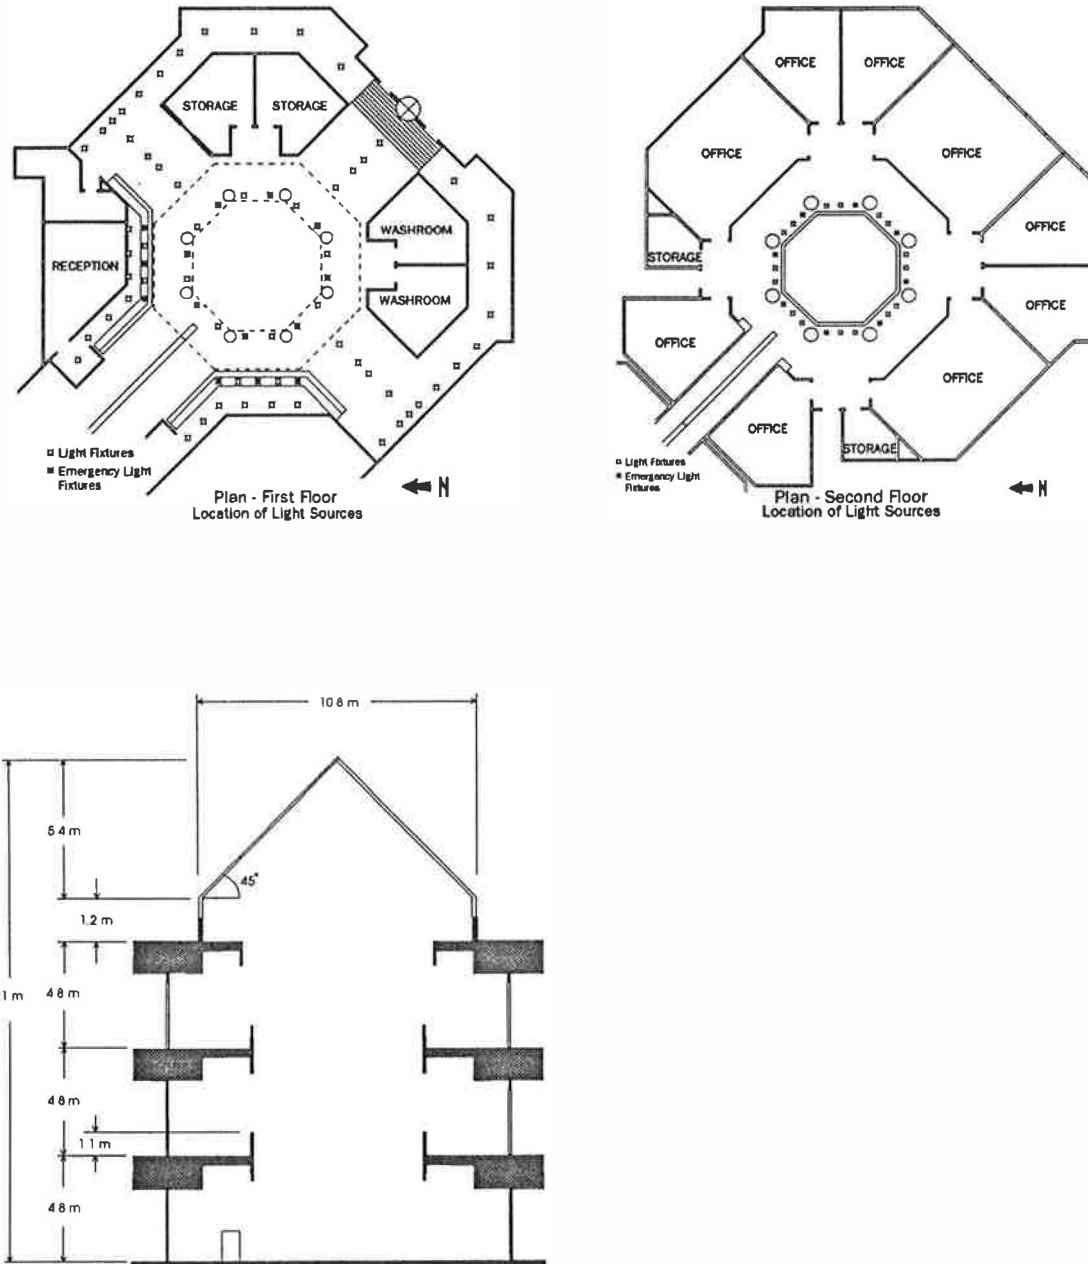 STORAGE
STORAGE
WASHROOM
RECEPTION
WASHROOM
Light Fixtures
Emergency Light
Fixtures
Plan - First Floor
Location of Light Sources
N
OFFICE
OFFICE
OFFICE
OFFICE
OFFICE
STORAGE
OFFICE
OFFICE
OFFICE
OFFICE
STORAGE
Light Fixtures
Emergency Light
Fixtures
Plan - Second Floor
Location of Light Sources
N
10 8 m
5 4 m
45°
1.2 m
1 m
4 8 m
4 8 m
1 1 m
4 8 m